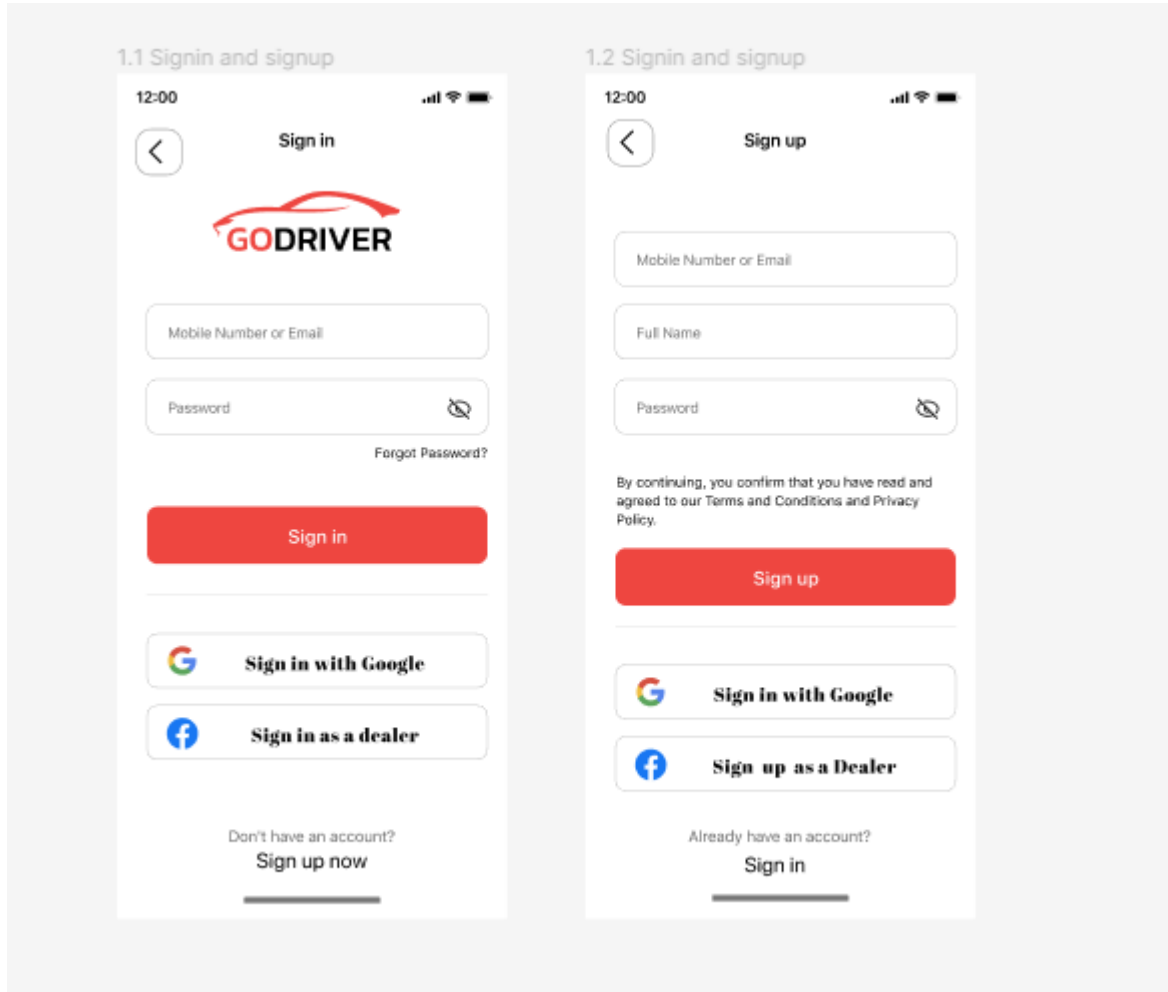 1.1 Signin and signup
12:00
Sign in
GODRIVER
Mobile Number or Email
Password
Forgot Password?
Sign in
Sign in with Google
Sign in as a dealer
Don't have an account?
Sign up now
1.2 Signin and signup
12:00
Sign up
Mobile Number or Email
Full Name
Password
By continuing, you confirm that you have read and
agreed to our Terms and Conditions and Privacy
Policy.
Sign up
Sign in with Google
Sign up as a Dealer
Already have an account?
Sign in